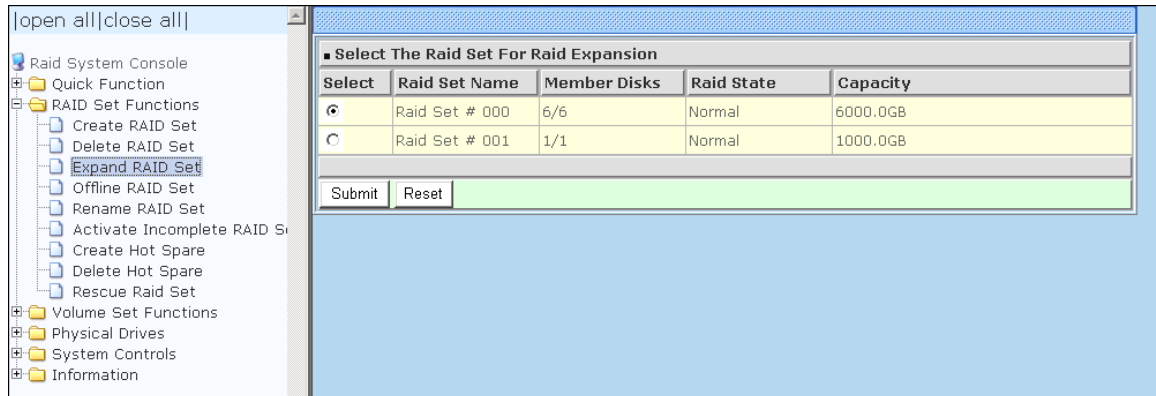 |open all|close all|
Raid System Console
Quick Function
RAID Set Functions
Create RAID Set
Delete RAID Set
Expand RAID Set
Offline RAID Set
Rename RAID Set
Activate Incomplete RAID S
Create Hot Spare
Delete Hot Spare
Rescue Raid Set
Volume Set Functions
Physical Drives
System Controls
Information
Select The Raid Set For Raid Expansion
Select Raid Set Name Member Disks Raid State Capacity
Raid Set # 000 6/6 Normal 6000.0GB
Raid Set # 001 1/1 Normal 1000.0GB
Submit Reset